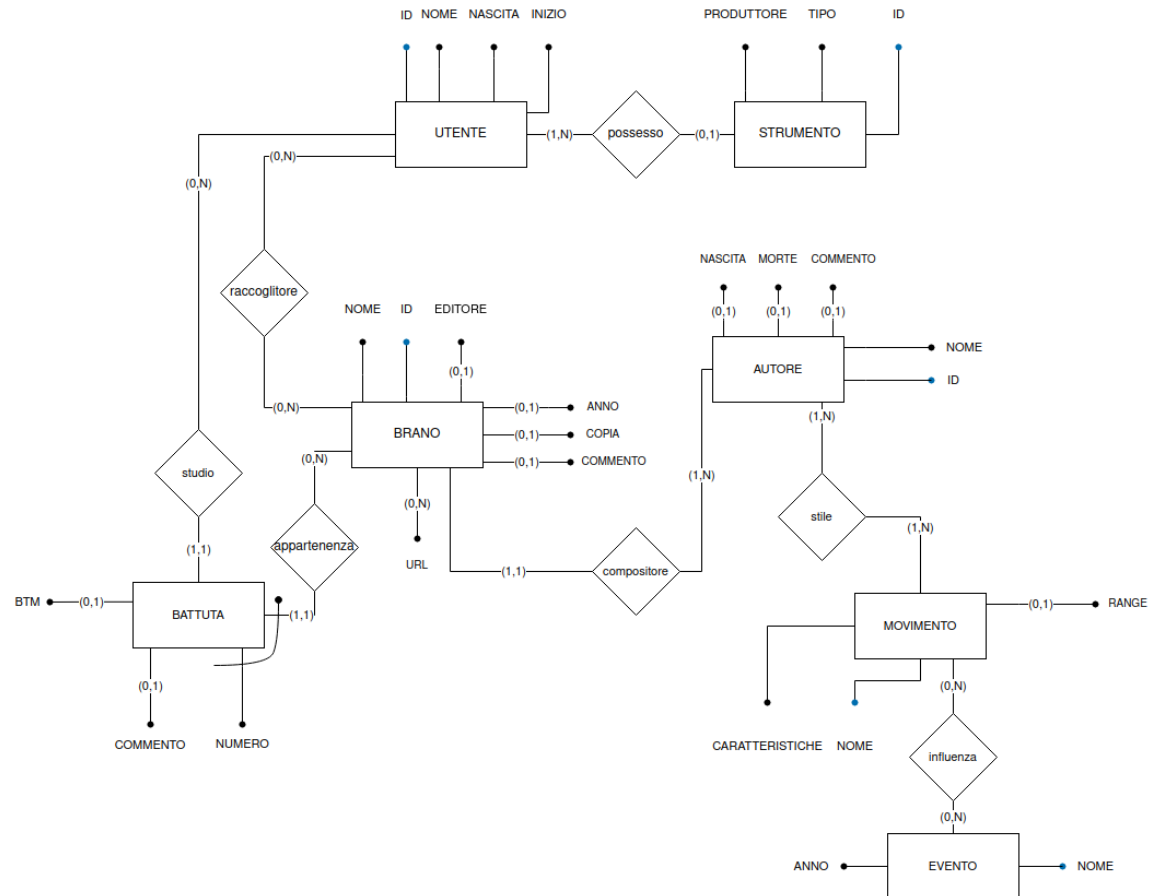 ID NOME NASCITA INIZIO PRODUTTORE TIPO ID
UTENTE (1,N) possesso (0,1) STRUMENTO
(0,N)
(0,N)
NASCITA MORTE COMMENTO
raccoglitore
NOME ID EDITORE
(0,1) (0,1) (0,1)
NOME
AUTORE
ID
(0,1)
(0,N) (0,1) ANNO
(1,N)
BRANO (0,1) COPIA
(0,N) (0,1) COMMENTO
studio
(1,N)
(0,N)
stile
(1,N)
appartenenza
(1,1)
URL
(1,1) compositore
BTM (0,1)
BATTUTA (1,1)
(0,1) RANGE
MOVIMENTO
(0,1)
(0,N)
COMMENTO NUMERO
CARATTERISTICHE NOME
influenza
(0,N)
ANNO EVENTO NOME